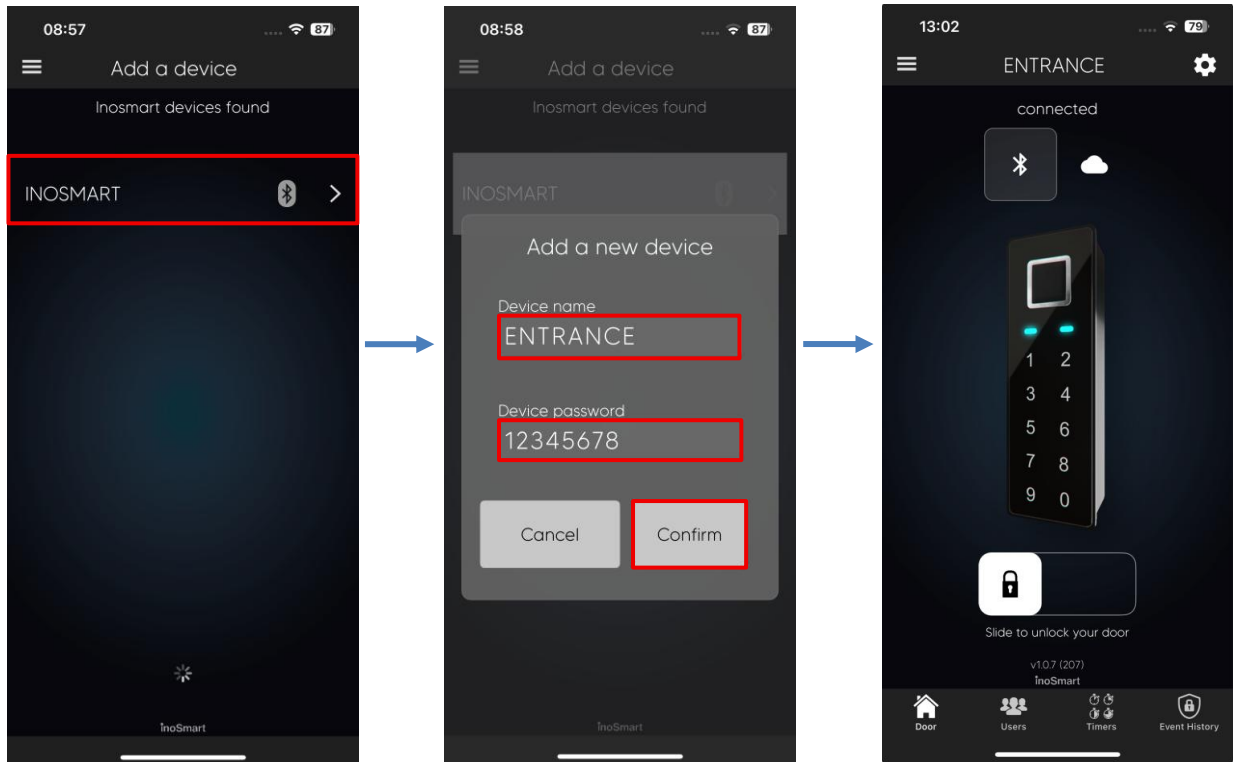 08:57
87
Add a device
Inosmart devices found
INOSMART
inoSmart
08:58
87
Add a device
Inosmart devices found
INOSMART
Add a new device
Device name
ENTRANCE
Device password
12345678
Cancel
Confirm
inoSmart
13:02
79
ENTRANCE
connected
1 2
3 4
5 6
7 8
9 0
Slide to unlock your door
v1.0.7 (207)
inoSmart
Door
Users
Timers
Event History